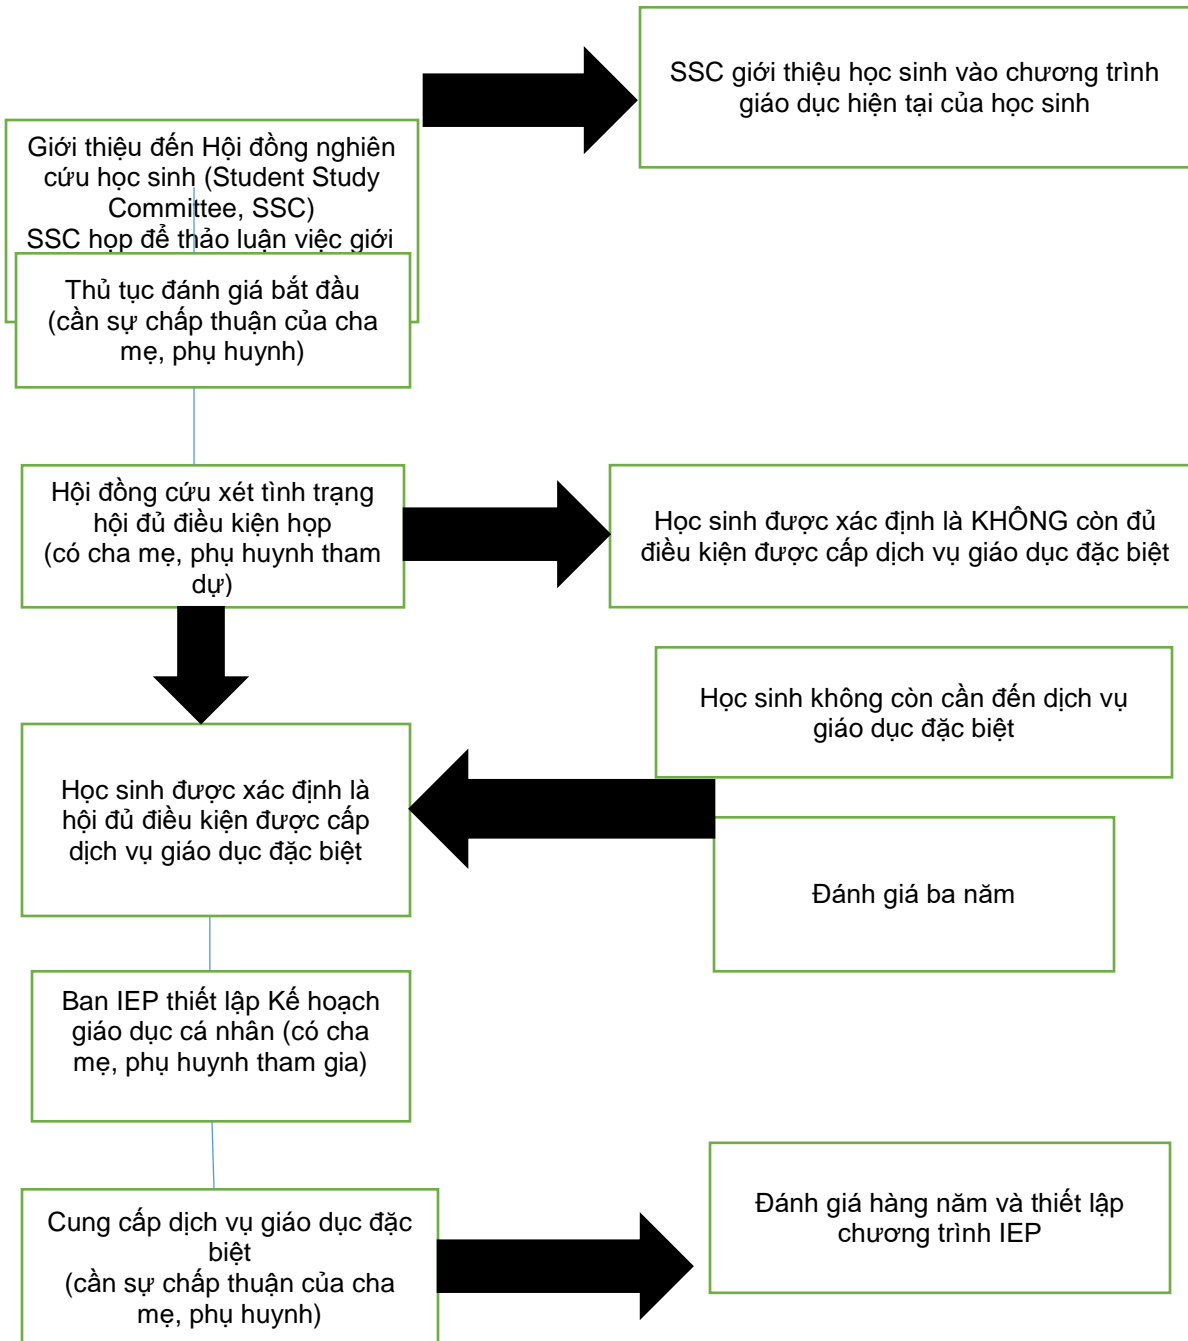 SSC giới thiệu học sinh vào chương trình
giáo dục hiện tại của học sinh
Giới thiệu đến Hội đồng nghiên
cứu học sinh (Student Study
Committee, SSC)
SSC họp để thảo luận việc giới
Thủ tục đánh giá bắt đầu
(cần sự chấp thuận của cha
mẹ, phụ huynh)
Hội đồng cứu xét tình trạng
hội đủ điều kiện họp
(có cha mẹ, phụ huynh tham
dự)
Học sinh được xác định là KHÔNG còn đủ
điều kiện được cấp dịch vụ giáo dục đặc biệt
Học sinh không còn cần đến dịch vụ
giáo dục đặc biệt
Học sinh được xác định là
hội đủ điều kiện được cấp
dịch vụ giáo dục đặc biệt
Đánh giá ba năm
Ban IEP thiết lập Kế hoạch
giáo dục cá nhân (có cha
mẹ, phụ huynh tham gia)
Cung cấp dịch vụ giáo dục đặc
biệt
(cần sự chấp thuận của cha
mẹ, phụ huynh)
Đánh giá hàng năm và thiết lập
chương trình IEP